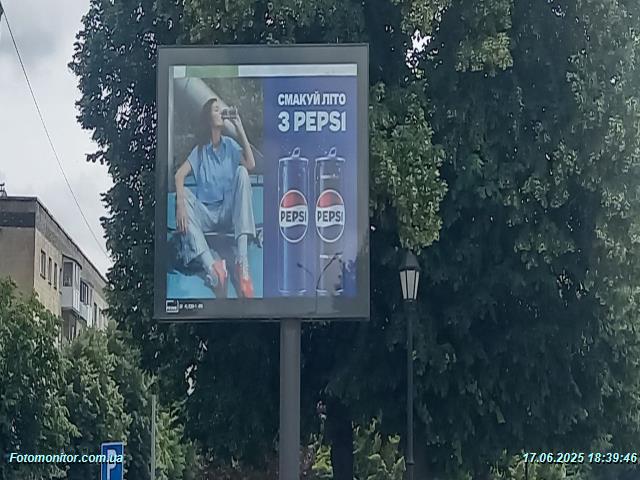 СМАКУЙ ЛІТО
З PEPSI
PEPSI PEPSI
P
Fotomonitor.com.ua
17.06.2025 18:39:46